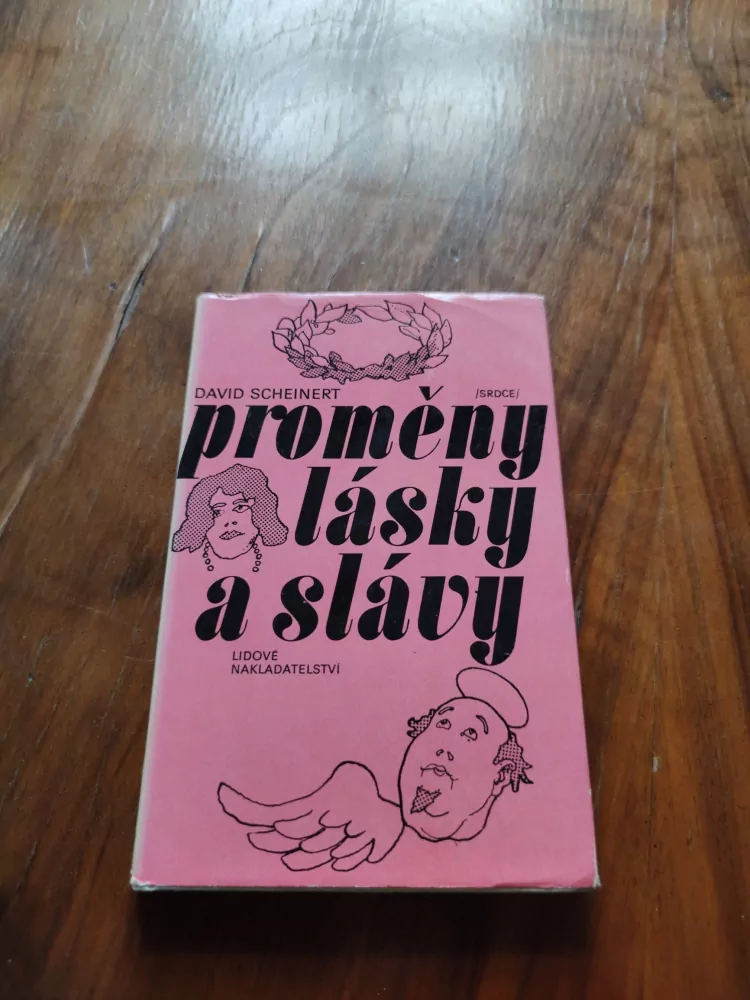 DAVID SCHEINERT /SRDCE/
proměny
lásky
a slávy
LIDOVÉ
NAKLADATELSTVÍ